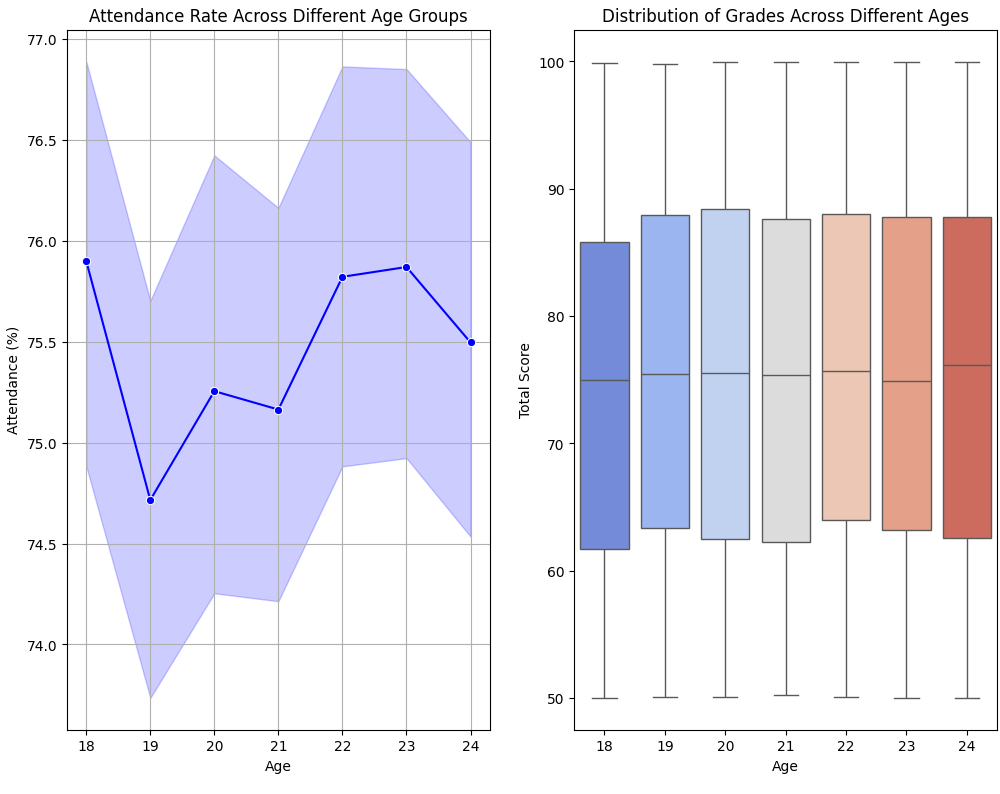 Attendance Rate Across Different Age Groups
77.0
76.5
76.0
75.5
75.0
74.5
74.0
Attendance (%)
18 19 20 21 22 23 24
Age
Distribution of Grades Across Different Ages
100
90
80
70
60
50
Total Score
18 19 20 21 22 23 24
Age